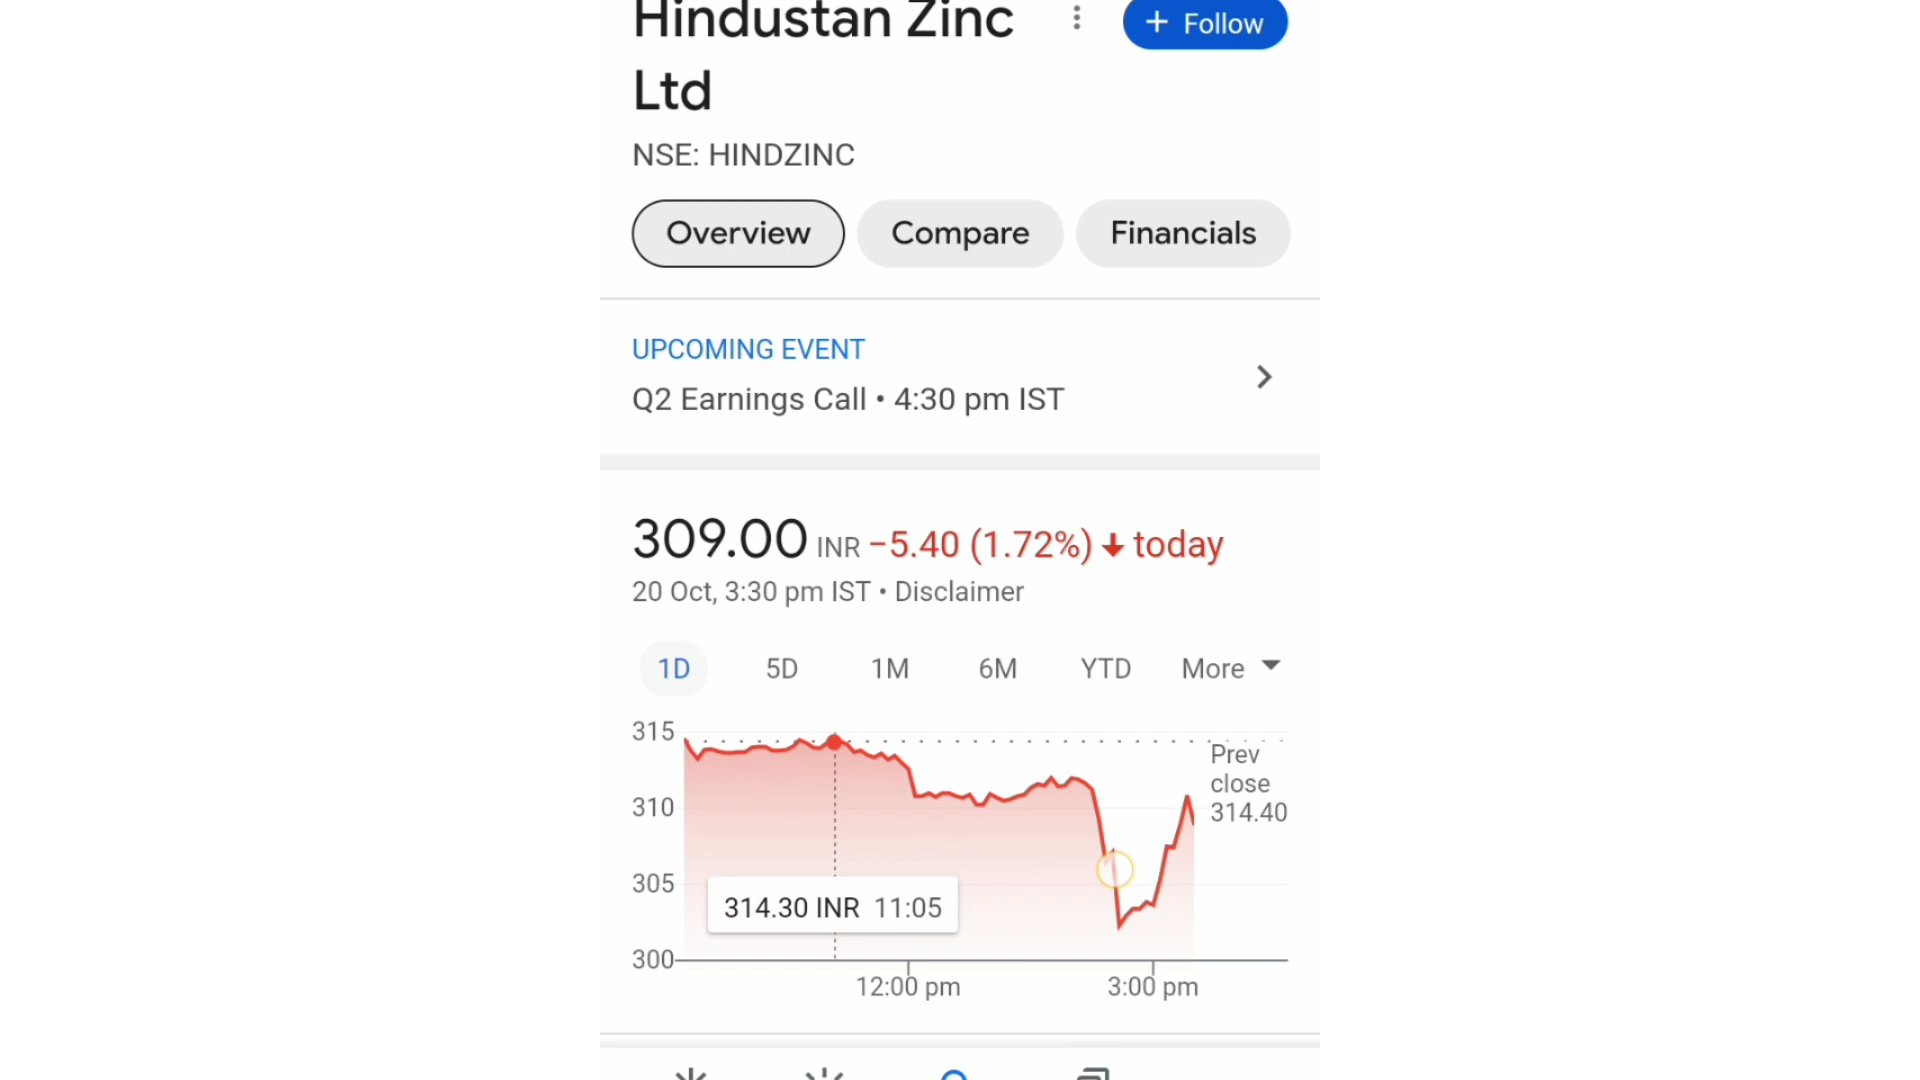 Hindustan Zinc
Ltd
+ Follow
NSE: HINDZINC
Overview
Compare
Financials
UPCOMING EVENT
Q2 Earnings Call • 4:30 pm IST
309.00 INR −5.40 (1.72%) ↓ today
20 Oct, 3:30 pm IST • Disclaimer
1D 5D 1M 6M YTD More
315
310
305
300
Prev
close
314.40
314.30 INR 11:05
12:00 pm
3:00 pm